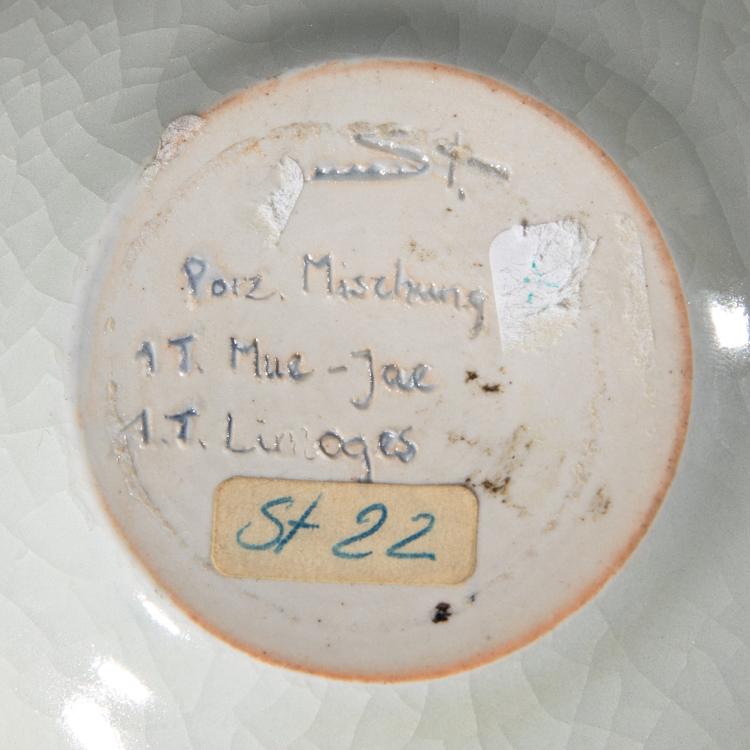 St
Porz. Mischung
1 T. Mue-Jae
1.T. Limoges
St 22